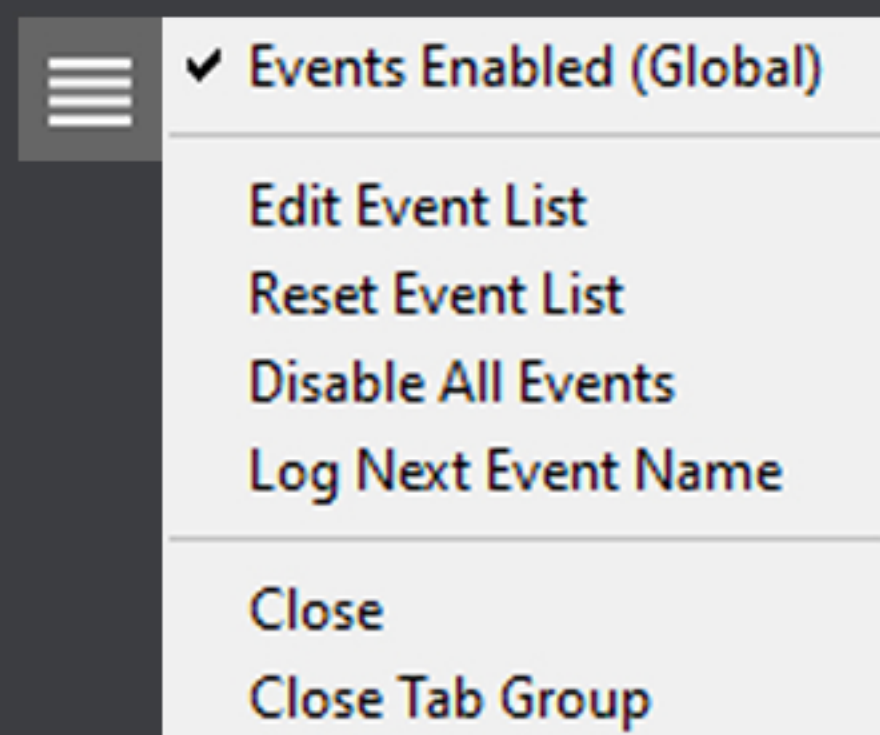 Events Enabled (Global)
Edit Event List
Reset Event List
Disable All Events
Log Next Event Name
Close
Close Tab Group